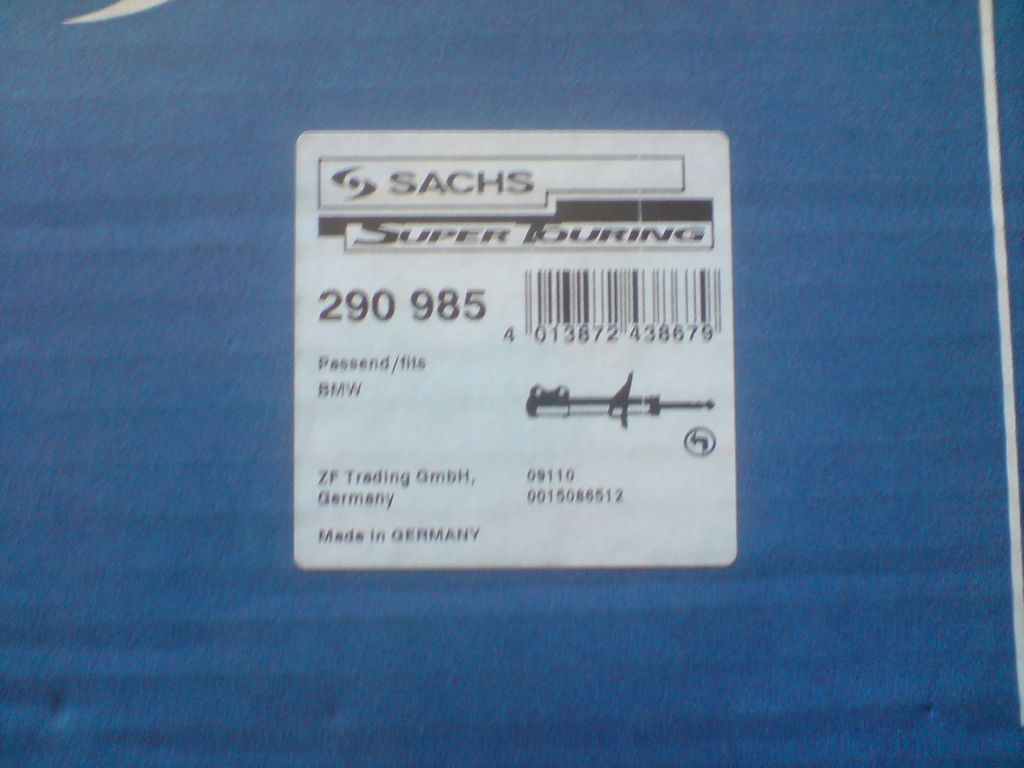 SACHS
SUPER TOURING
290 985
4 013872 438679
Passend/fits
BMW
ZF Trading GmbH, 09110
Germany 0015086512
Made in GERMANY